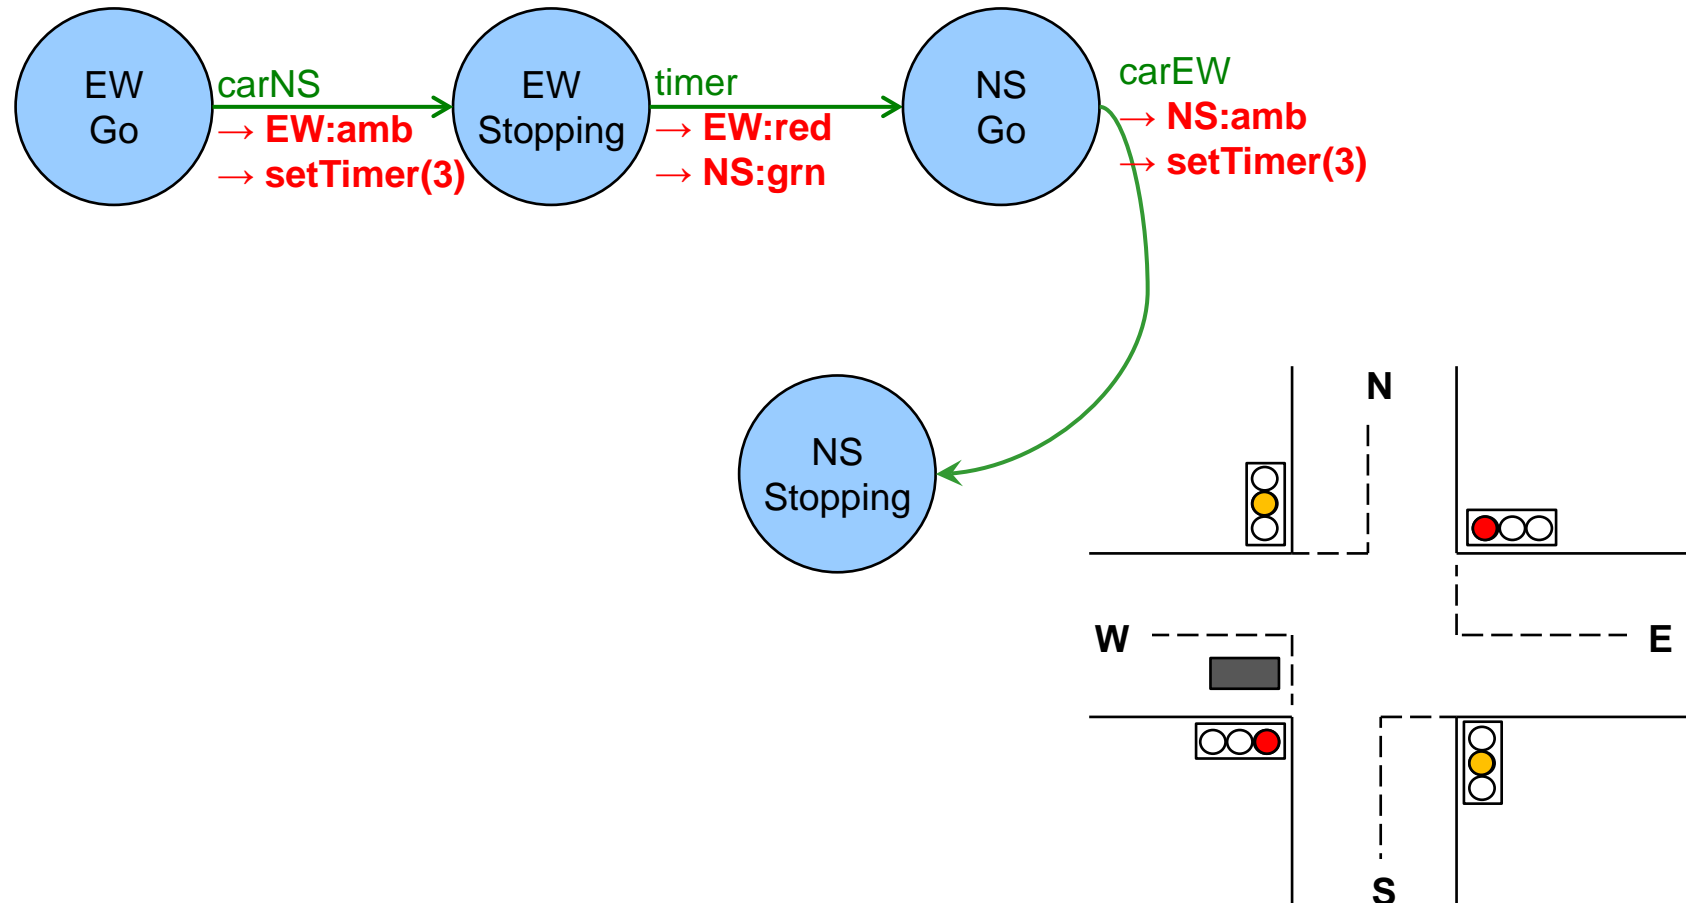 EW
Go
carNS
→ EW:amb
→ setTimer(3)
EW
Stopping
timer
→ EW:red
→ NS:grn
NS
Go
carEW
→ NS:amb
→ setTimer(3)
NS
Stopping
N
W
E
S